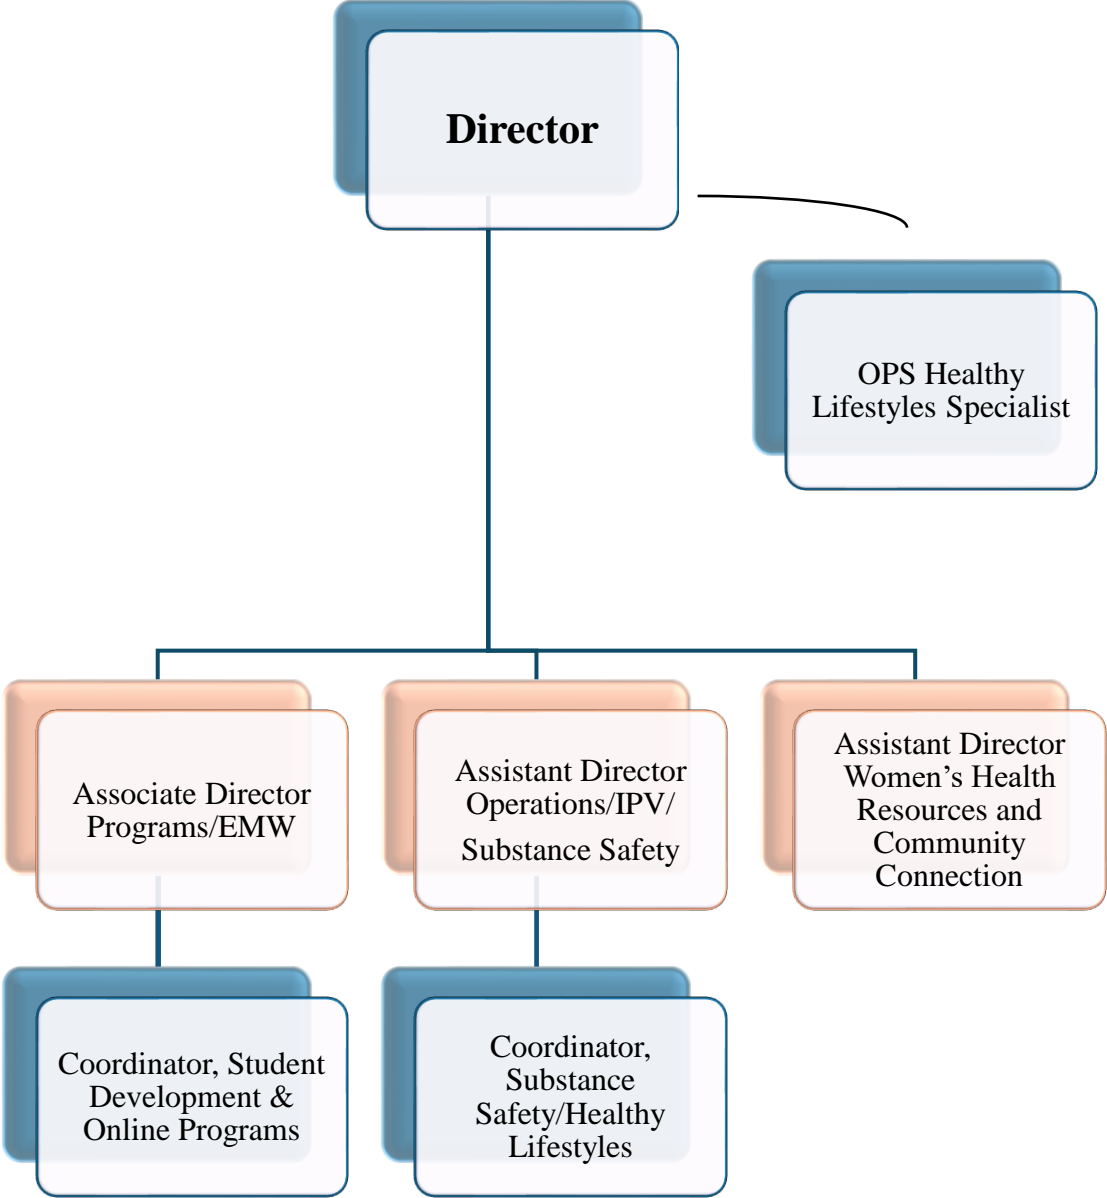 Director
OPS Healthy
Lifestyles Specialist
Associate Director
Programs/EMW
Assistant Director
Operations/IPV/
Substance Safety
Assistant Director
Women’s Health
Resources and
Community
Connection
Coordinator, Student
Development &
Online Programs
Coordinator,
Substance
Safety/Healthy
Lifestyles